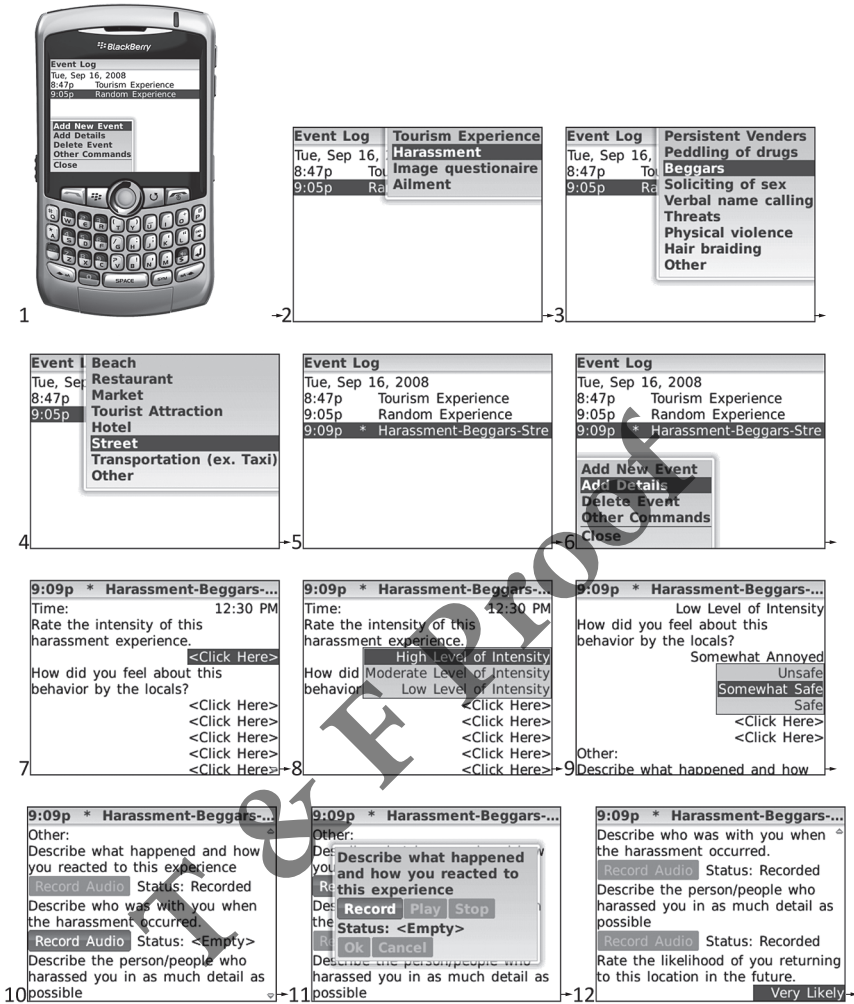 BlackBerry
Event Log
Tue, Sep 16, 2008
8:47p Tourism Experience
9:05p Random Experience
Add New Event
Add Details
Delete Event
Other Commands
Close
SPACE
SYM
1
Event Log
Tue, Sep 16,
8:47p Tou
9:05p Ra
Tourism Experience
Harassment
Image questionaire
Ailment
2
Event Log
Tue, Sep 16,
8:47p Tou
9:05p Ra
Persistent Venders
Peddling of drugs
Beggars
Soliciting of sex
Verbal name calling
Threats
Physical violence
Hair braiding
Other
3
Event L
Tue, Sep
8:47p
9:05p
Beach
Restaurant
Market
Tourist Attraction
Hotel
Street
Transportation (ex. Taxi)
Other
4
Event Log
Tue, Sep 16, 2008
8:47p Tourism Experience
9:05p Random Experience
9:09p * Harassment-Beggars-Stre
5
Event Log
Tue, Sep 16, 2008
8:47p Tourism Experience
9:05p Random Experience
9:09p * Harassment-Beggars-Stre
Add New Event
Add Details
Delete Event
Other Commands
Close
6
9:09p * Harassment-Beggars-...
Time: 12:30 PM
Rate the intensity of this
harassment experience.
<Click Here>
How did you feel about this
behavior by the locals?
<Click Here>
<Click Here>
<Click Here>
<Click Here>
<Click Here>
7
9:09p * Harassment-Beggars-...
Time: 12:30 PM
Rate the intensity of this
harassment experience.
High Level of Intensity
How did Moderate Level of Intensity
behavior Low Level of Intensity
<Click Here>
<Click Here>
<Click Here>
<Click Here>
<Click Here>
8
9:09p * Harassment-Beggars-...
Low Level of Intensity
How did you feel about this
behavior by the locals?
Somewhat Annoyed
Unsafe
Somewhat Safe
Safe
<Click Here>
<Click Here>
Other:
Describe what happened and how
9
9:09p * Harassment-Beggars-...
Other:
Describe what happened and how
you reacted to this experience
Record Audio Status: Recorded
Describe who was with you when
the harassment occurred.
Record Audio Status: <Empty>
Describe the person/people who
harassed you in as much detail as
possible
10
9:09p * Harassment-Beggars-...
Other:
Describe what happened
and how you reacted to
this experience
Record Play Stop
Status: <Empty>
Ok Cancel
Describe the person/people who
harassed you in as much detail as
possible
11
9:09p * Harassment-Beggars-...
Describe who was with you when
the harassment occurred.
Record Audio Status: Recorded
Describe the person/people who
harassed you in as much detail as
possible
Record Audio Status: Recorded
Rate the likelihood of you returning
to this location in the future.
Very Likely
12
T & F Proof